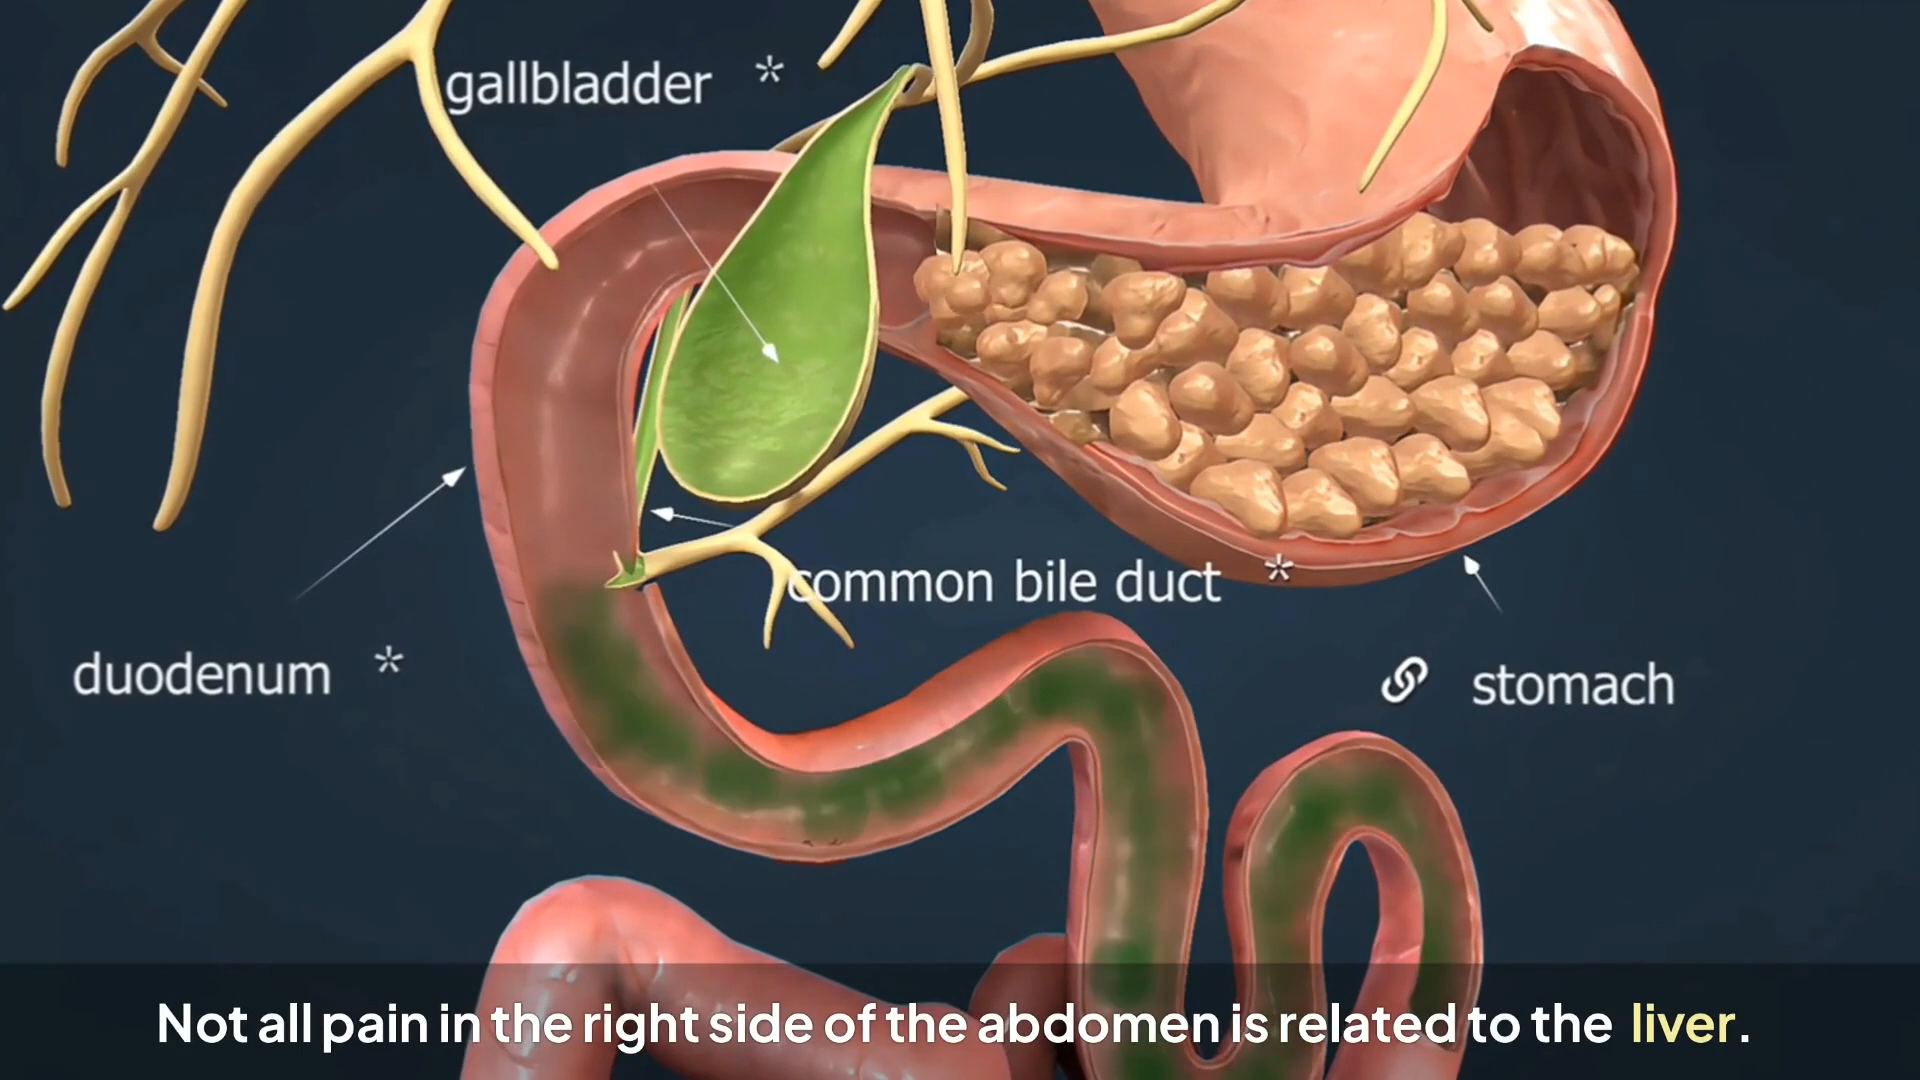 gallbladder *
common bile duct *
duodenum *
stomach
Not all pain in the right side of the abdomen is related to the liver.